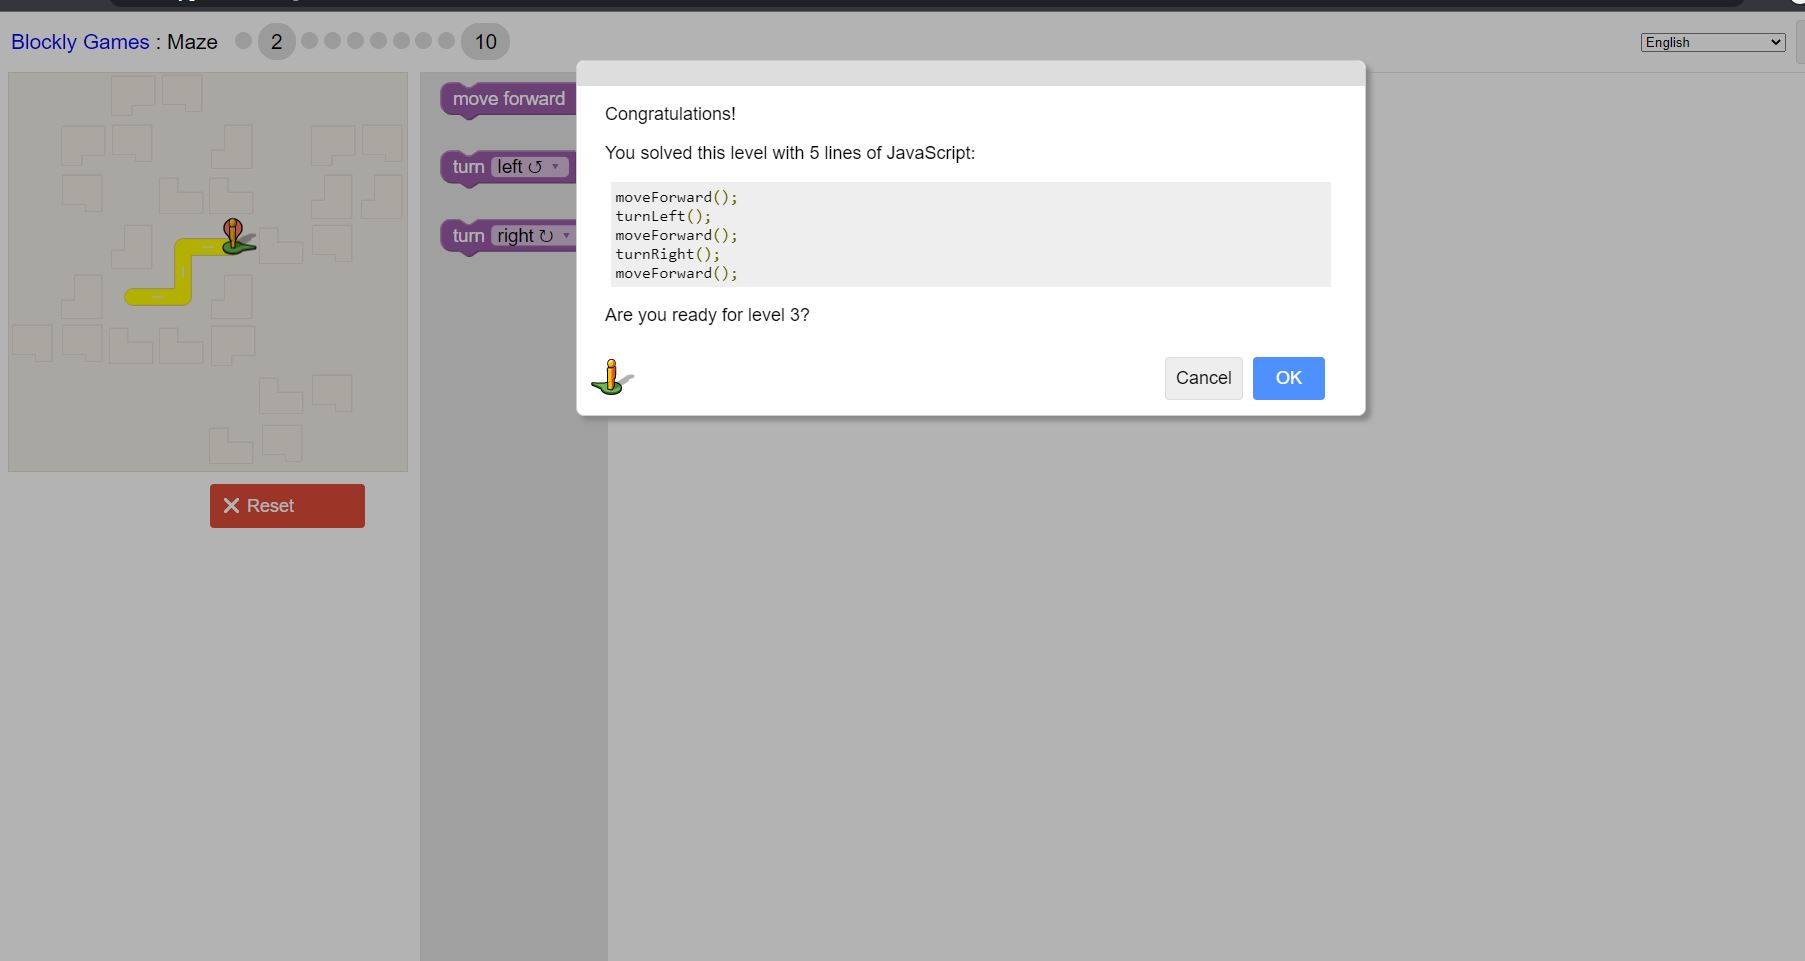 Blockly Games : Maze 2 10
English
move forward
turn left ↺ ▾
turn right ↻ ▾
Congratulations!
You solved this level with 5 lines of JavaScript:
moveForward();
turnLeft();
moveForward();
turnRight();
moveForward();
Are you ready for level 3?
Cancel OK
Reset